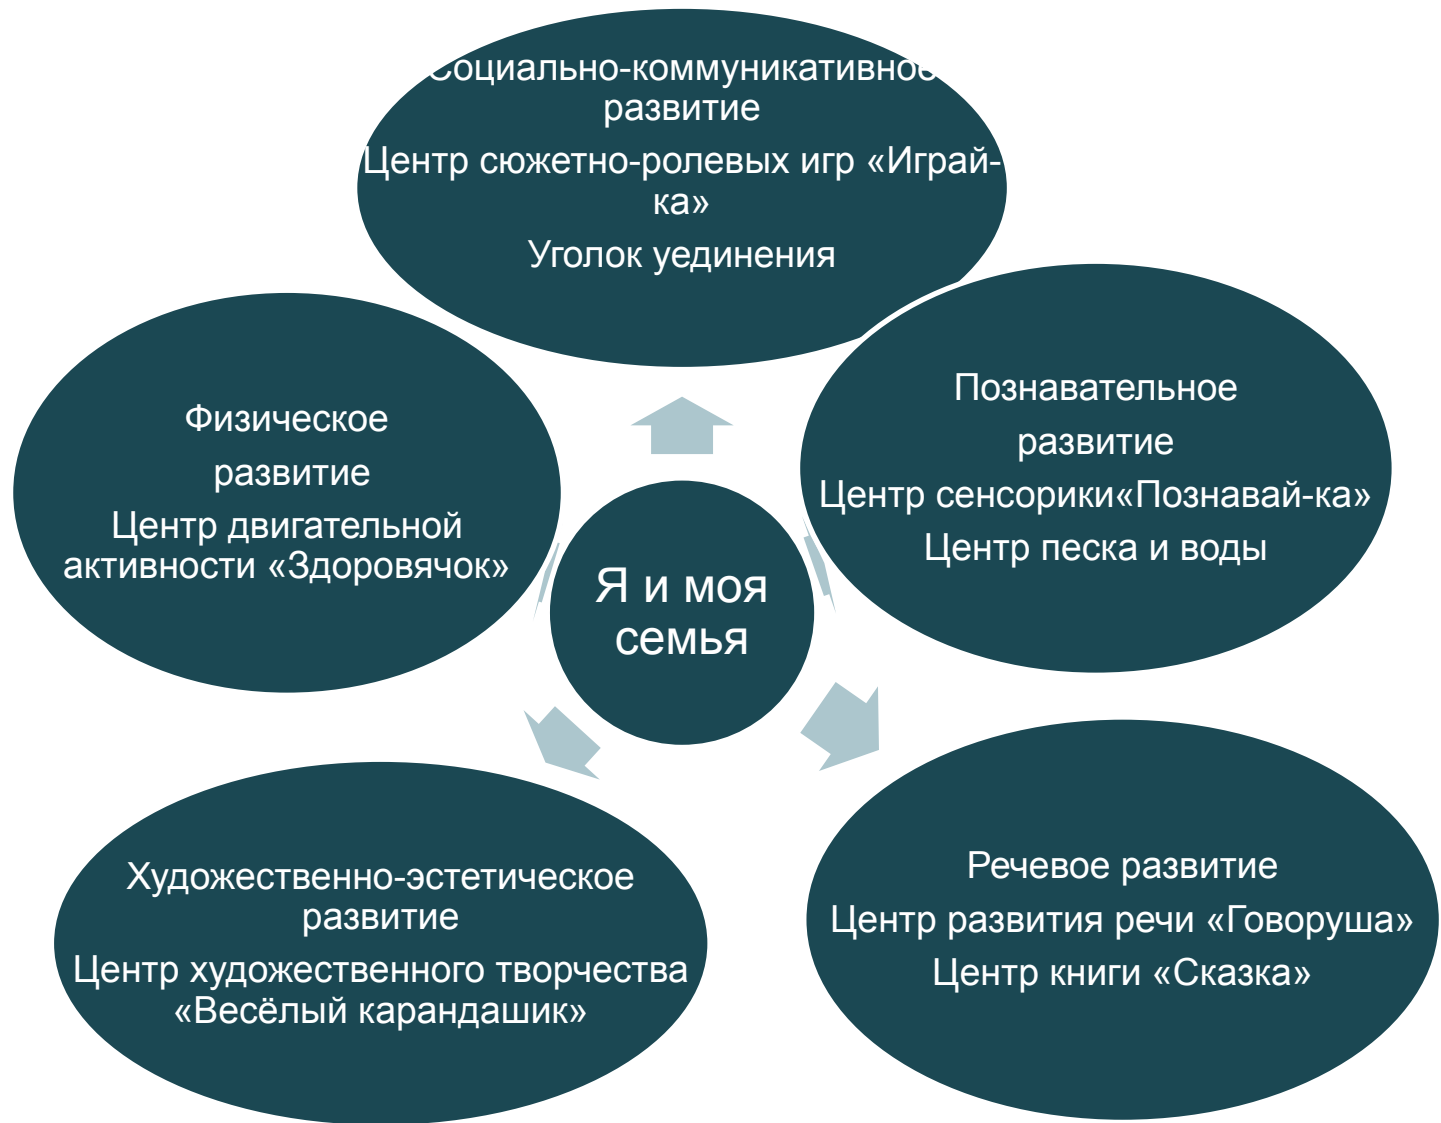 Социально-коммуникативное
развитие
Центр сюжетно-ролевых игр «Играй-
ка»
Уголок уединения
Познавательное
развитие
Центр сенсорики«Познавай-ка»
Центр песка и воды
Речевое развитие
Центр развития речи «Говоруша»
Центр книги «Сказка»
Художественно-эстетическое
развитие
Центр художественного творчества
«Весёлый карандашик»
Физическое
развитие
Центр двигательной
активности «Здоровячок»
Я и моя
семья